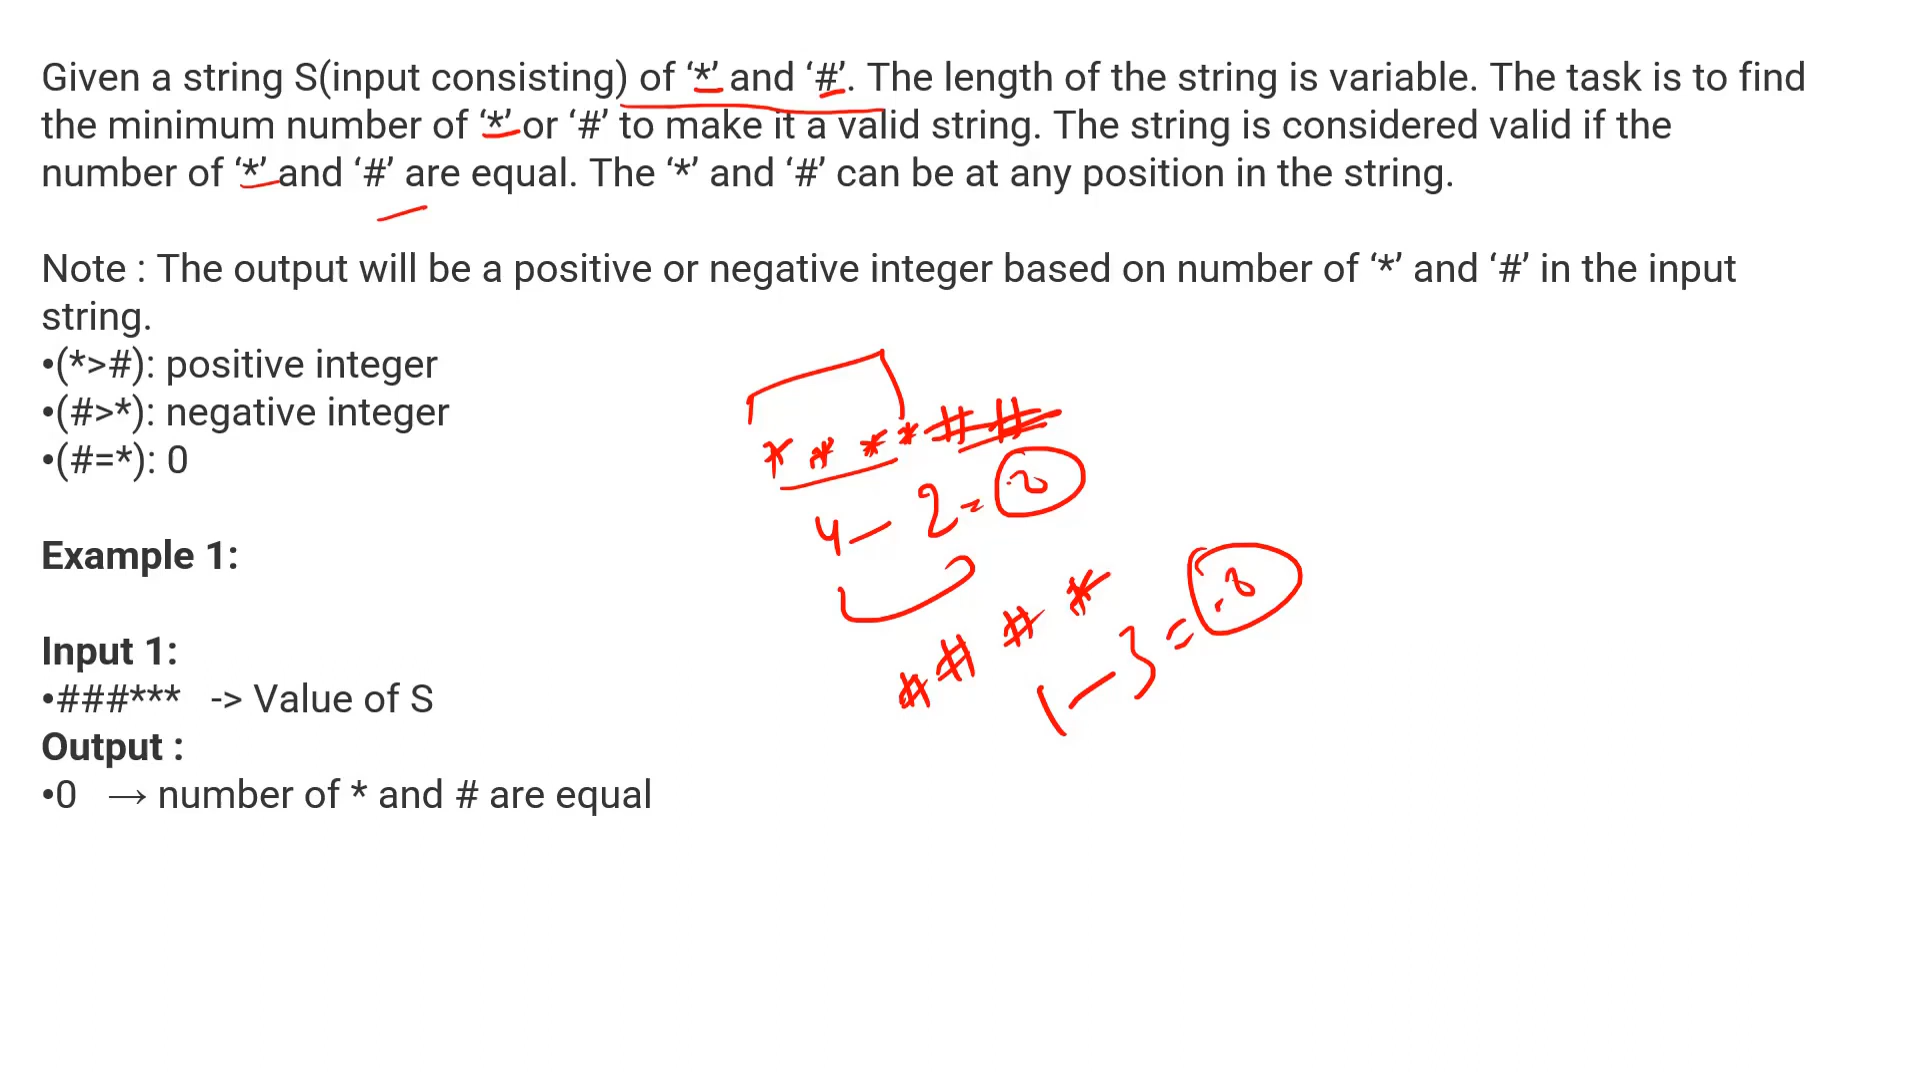 Given a string S(input consisting) of ‘*’ and ‘#’. The length of the string is variable. The task is to find
the minimum number of ‘*’ or ‘#’ to make it a valid string. The string is considered valid if the
number of ‘*’ and ‘#’ are equal. The ‘*’ and ‘#’ can be at any position in the string.
Note : The output will be a positive or negative integer based on number of ‘*’ and ‘#’ in the input
string.
•(*>#): positive integer
•(#>*): negative integer
•(#=*): 0
* * * * # #
4 - 2 =
Example 1:
# # # *
1 - 3 =
Input 1:
•###***   -> Value of S
Output :
•0   → number of * and # are equal